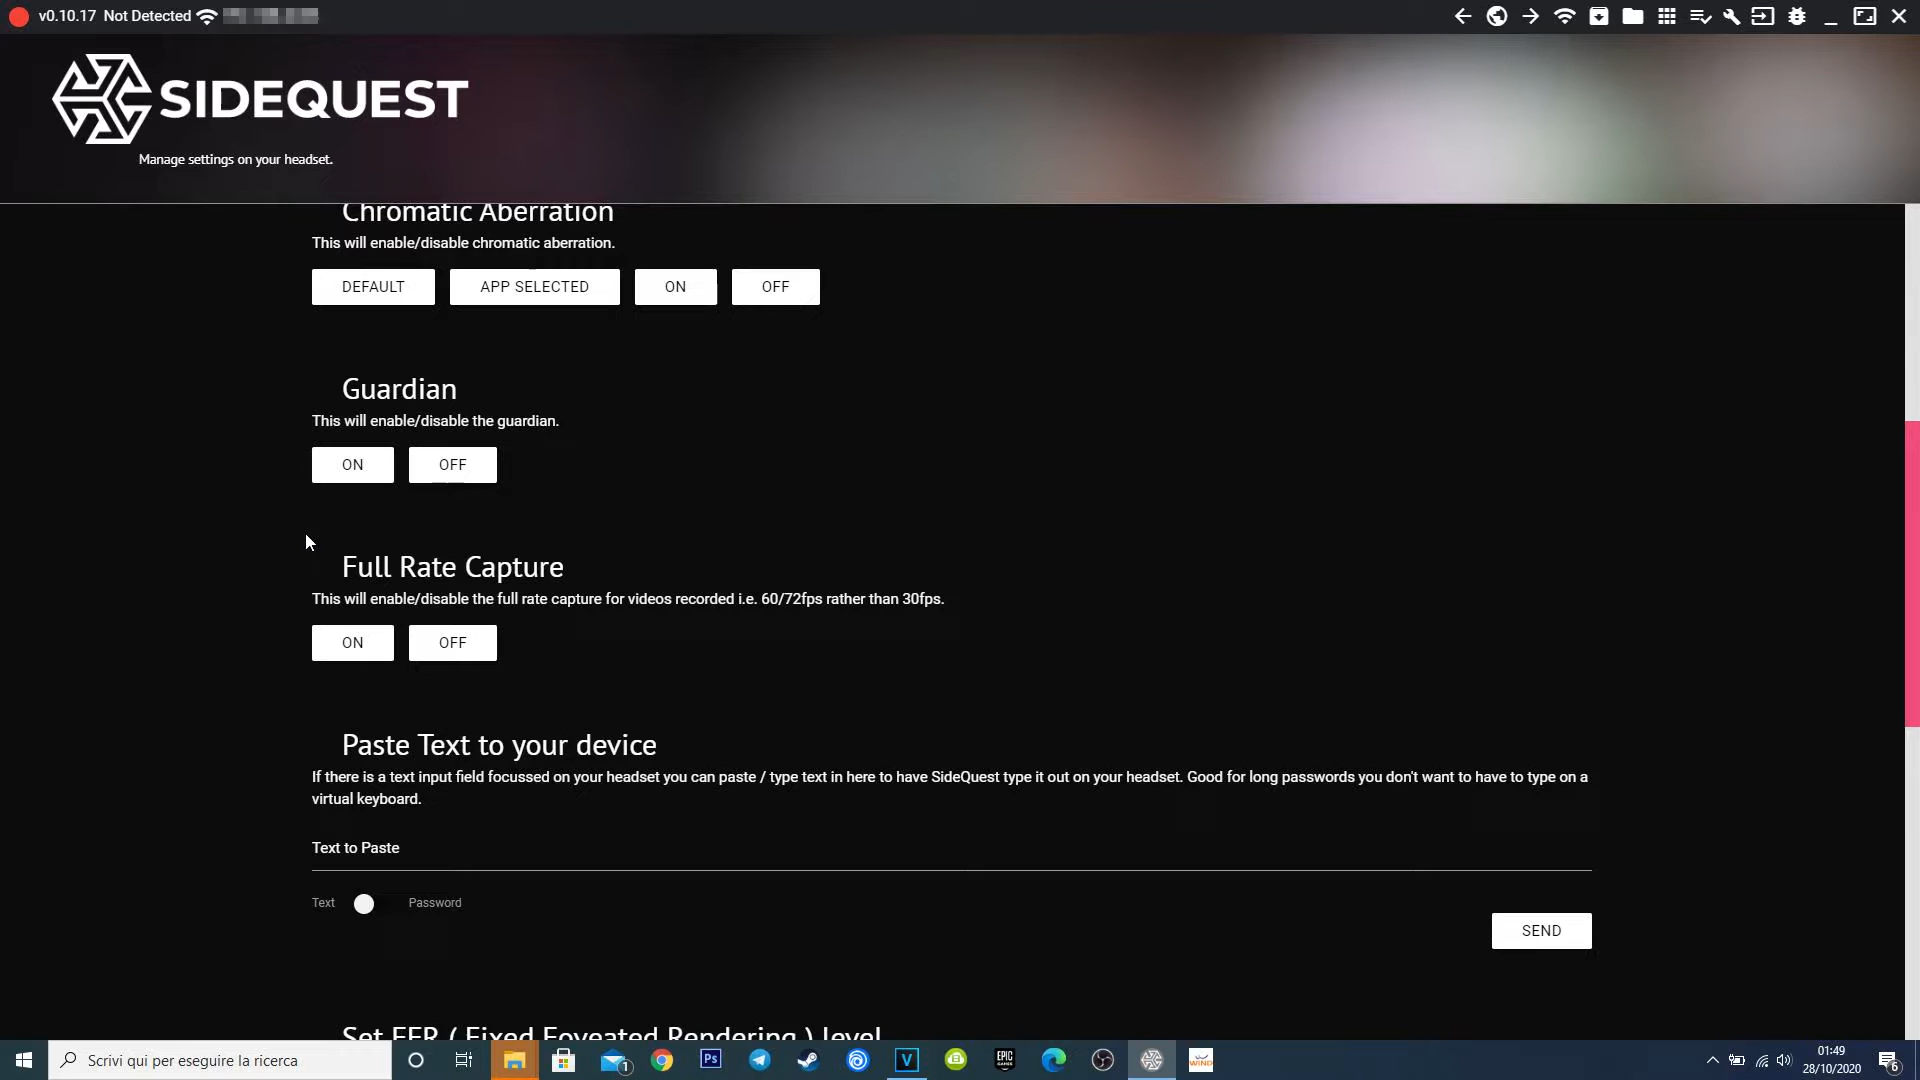 v0.10.17 Not Detected
SIDEQUEST
Manage settings on your headset.
Chromatic Aberration
This will enable/disable chromatic aberration.
DEFAULT APP SELECTED ON OFF
Guardian
This will enable/disable the guardian.
ON OFF
Full Rate Capture
This will enable/disable the full rate capture for videos recorded i.e. 60/72fps rather than 30fps.
ON OFF
Paste Text to your device
If there is a text input field focussed on your headset you can paste / type text in here to have SideQuest type it out on your headset. Good for long passwords you don't want to have to type on a
virtual keyboard.
Text to Paste
Text Password
SEND
Set FFR ( Fixed Foveated Rendering ) level
Scrivi qui per eseguire la ricerca
1
Ps
V
EPIC
GAMES
WIND
01:49
28/10/2020
6